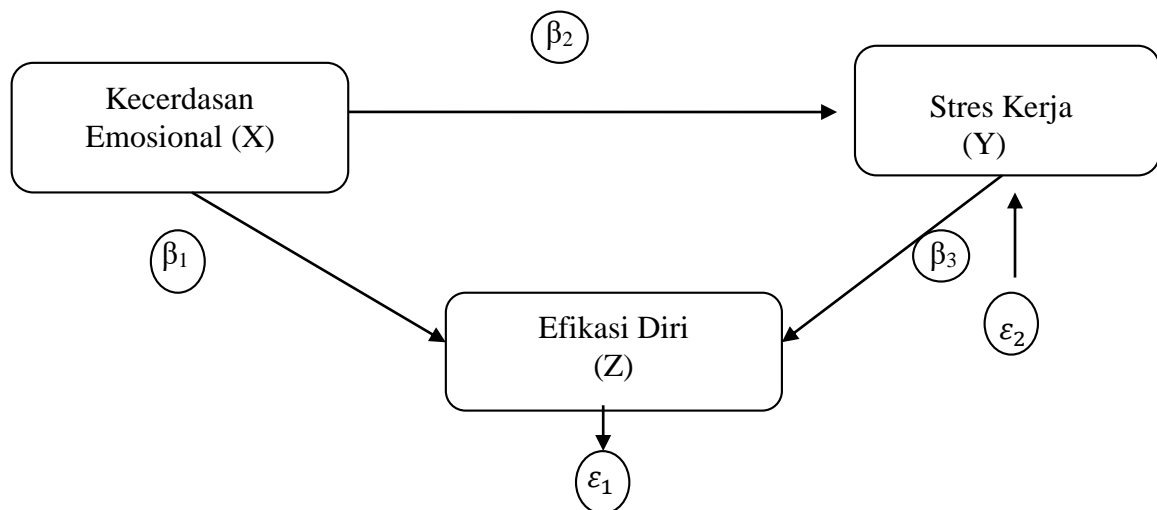 β₂
Kecerdasan
Emosional (X)
Stres Kerja
(Y)
β₁
β₃
Efikasi Diri
(Z)
ε₂
ε₁